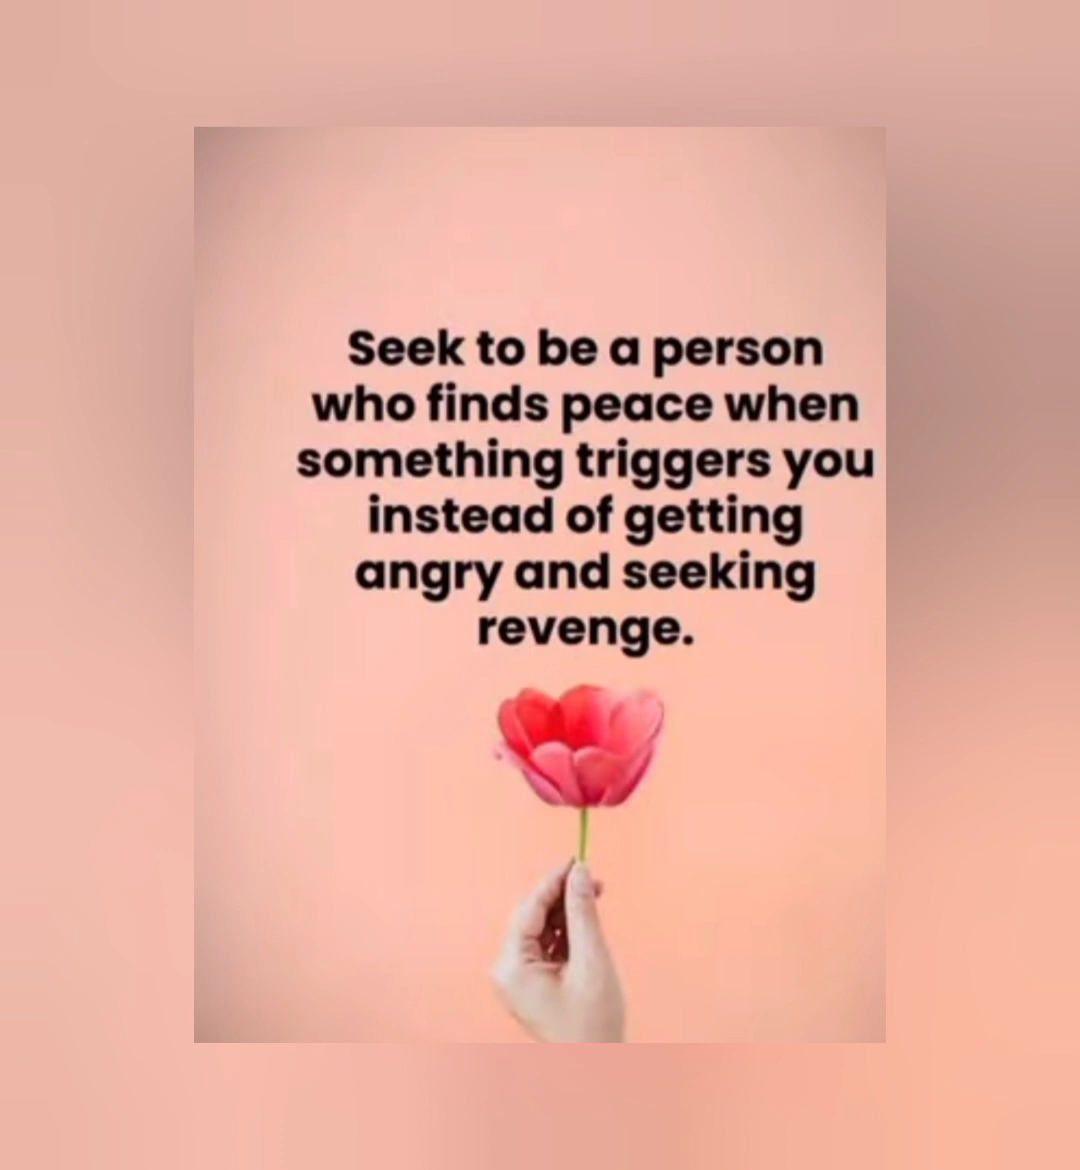 Seek to be a person
who finds peace when
something triggers you
instead of getting
angry and seeking
revenge.